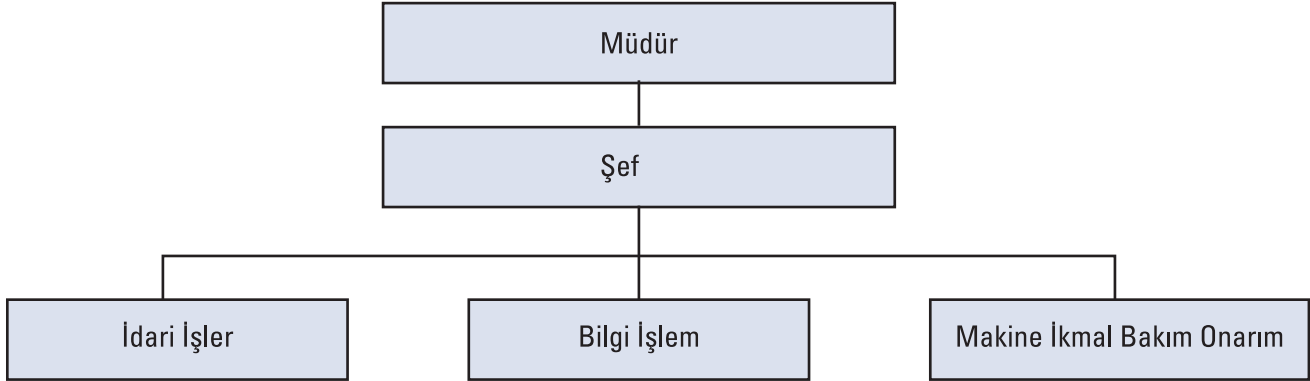 Müdür
Şef
İdari İşler
Bilgi İşlem
Makine İkmal Bakım Onarım